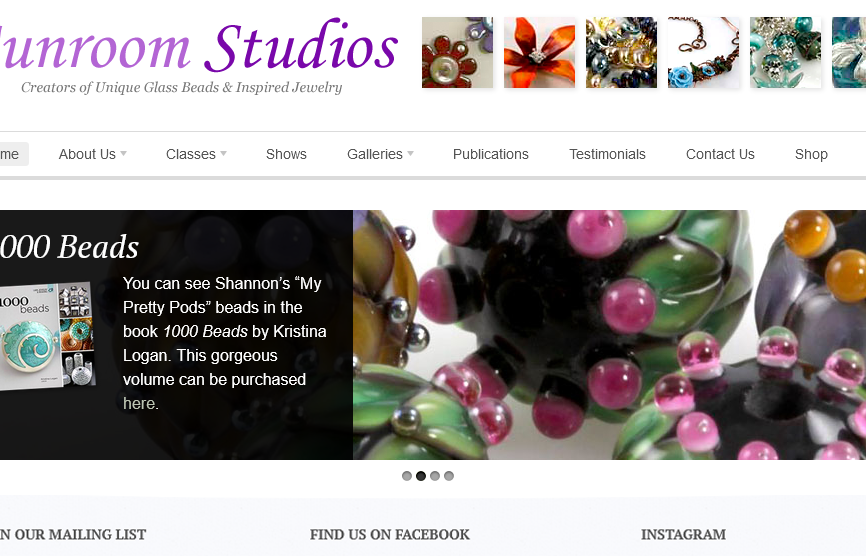 unroom Studios
Creators of Unique Glass Beads & Inspired Jewelry
me About Us Classes Shows Galleries Publications Testimonials Contact Us Shop
000 Beads
1000
beads
You can see Shannon’s “My
Pretty Pods” beads in the
book 1000 Beads by Kristina
Logan. This gorgeous
volume can be purchased
here.
N OUR MAILING LIST FIND US ON FACEBOOK INSTAGRAM